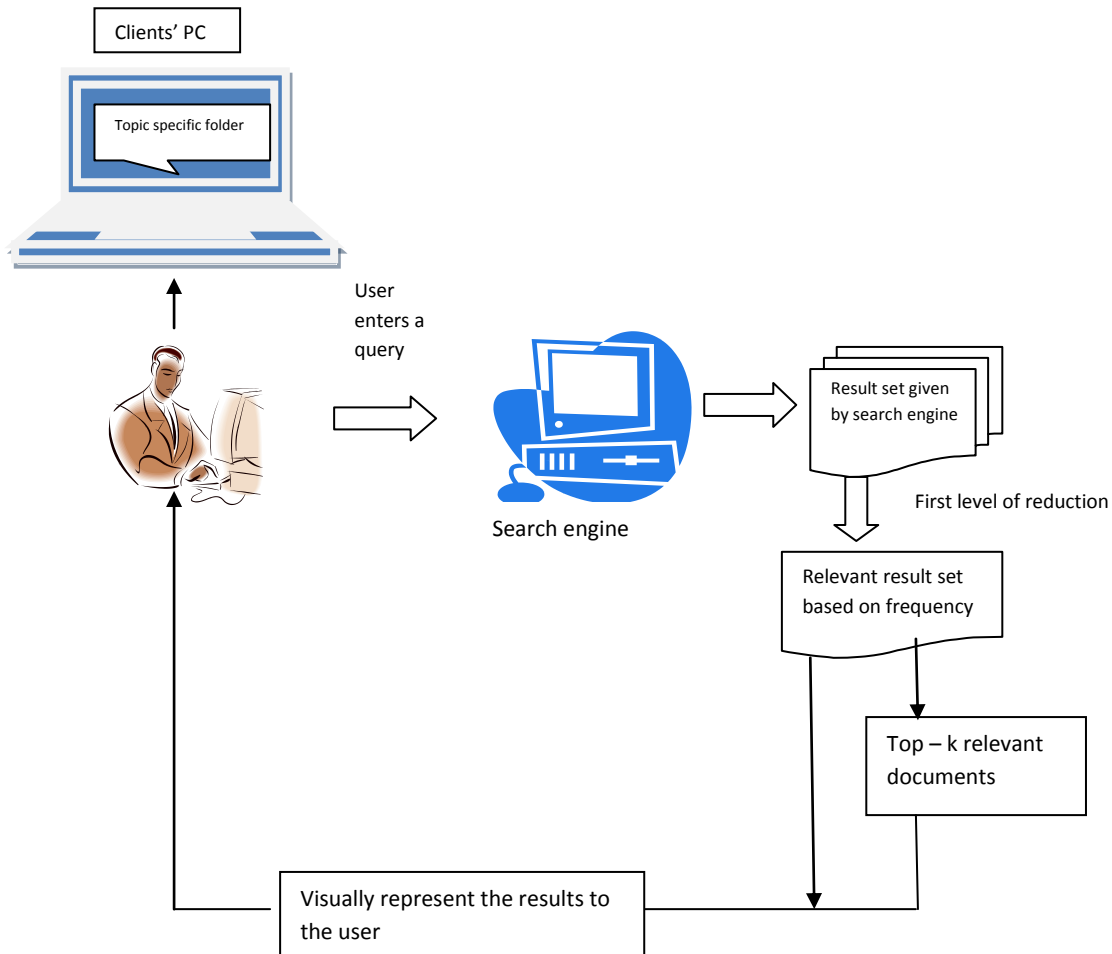 Clients’ PC
Topic specific folder
User
enters a
query
Search engine
Result set given
by search engine
First level of reduction
Relevant result set
based on frequency
Top – k relevant
documents
Visually represent the results to
the user